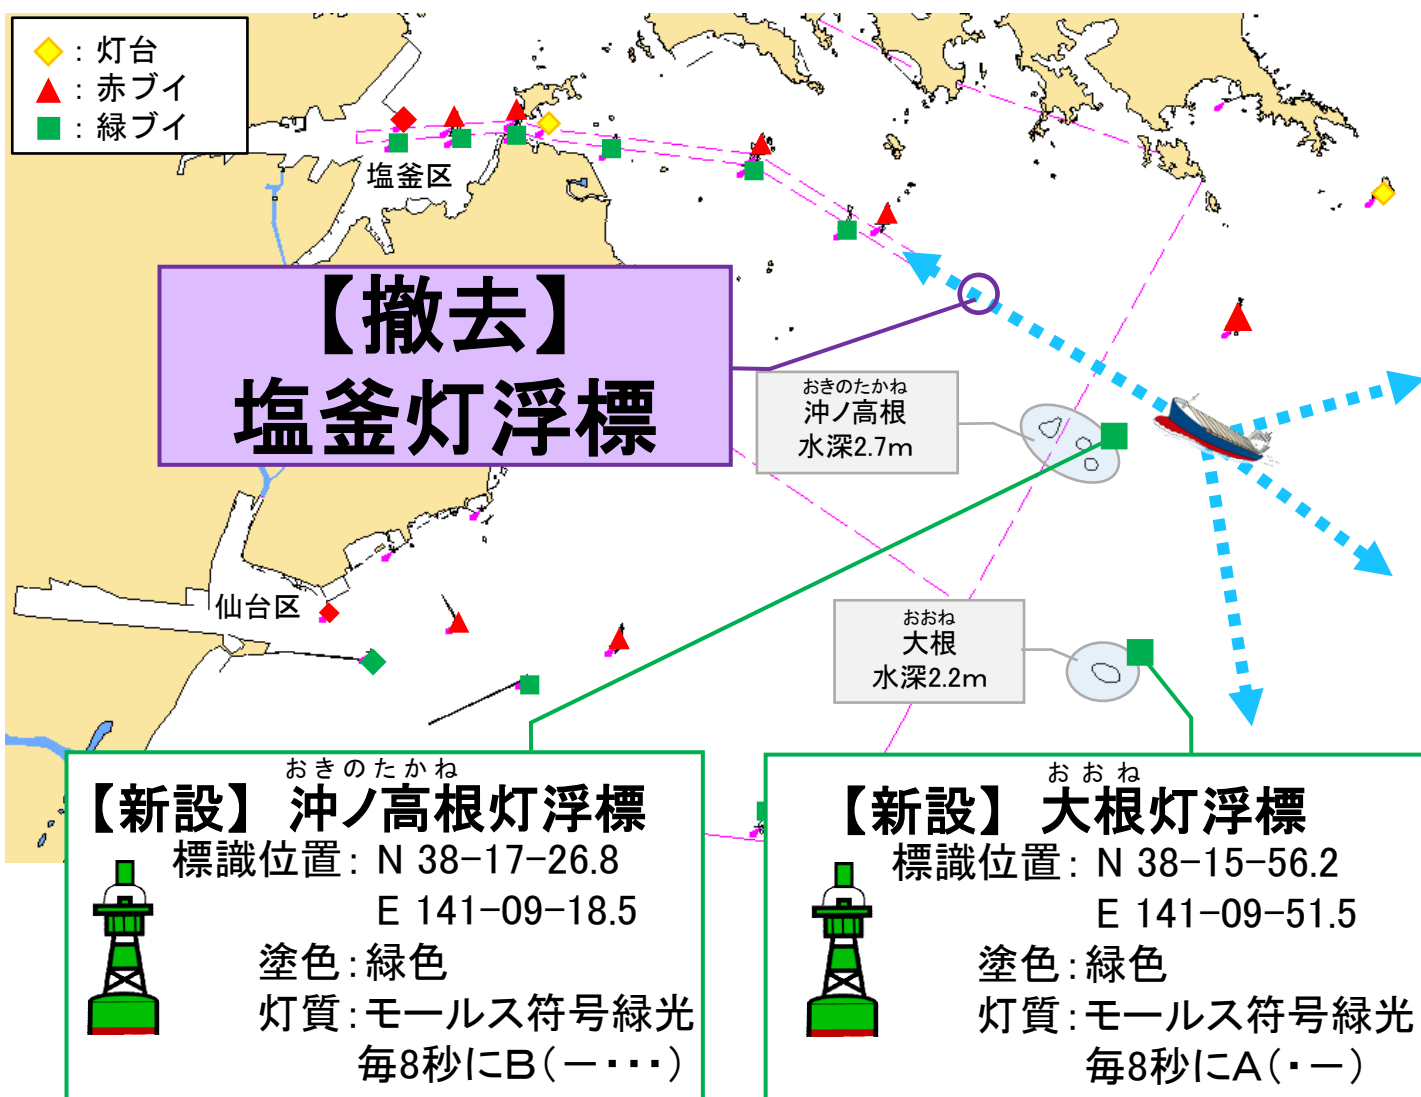 ：灯台
：赤ブイ
：緑ブイ
塩釜区
【撤去】
塩釜灯浮標
おきのたかね
沖ノ高根
水深2.7m
仙台区
おおね
大根
水深2.2m
おきのたかね
【新設】 沖ノ高根灯浮標
標識位置：N 38-17-26.8
E 141-09-18.5
塗色：緑色
灯質：モールス符号緑光
毎8秒にB（－・・・）
おおね
【新設】 大根灯浮標
標識位置：N 38-15-56.2
E 141-09-51.5
塗色：緑色
灯質：モールス符号緑光
毎8秒にA（・－）